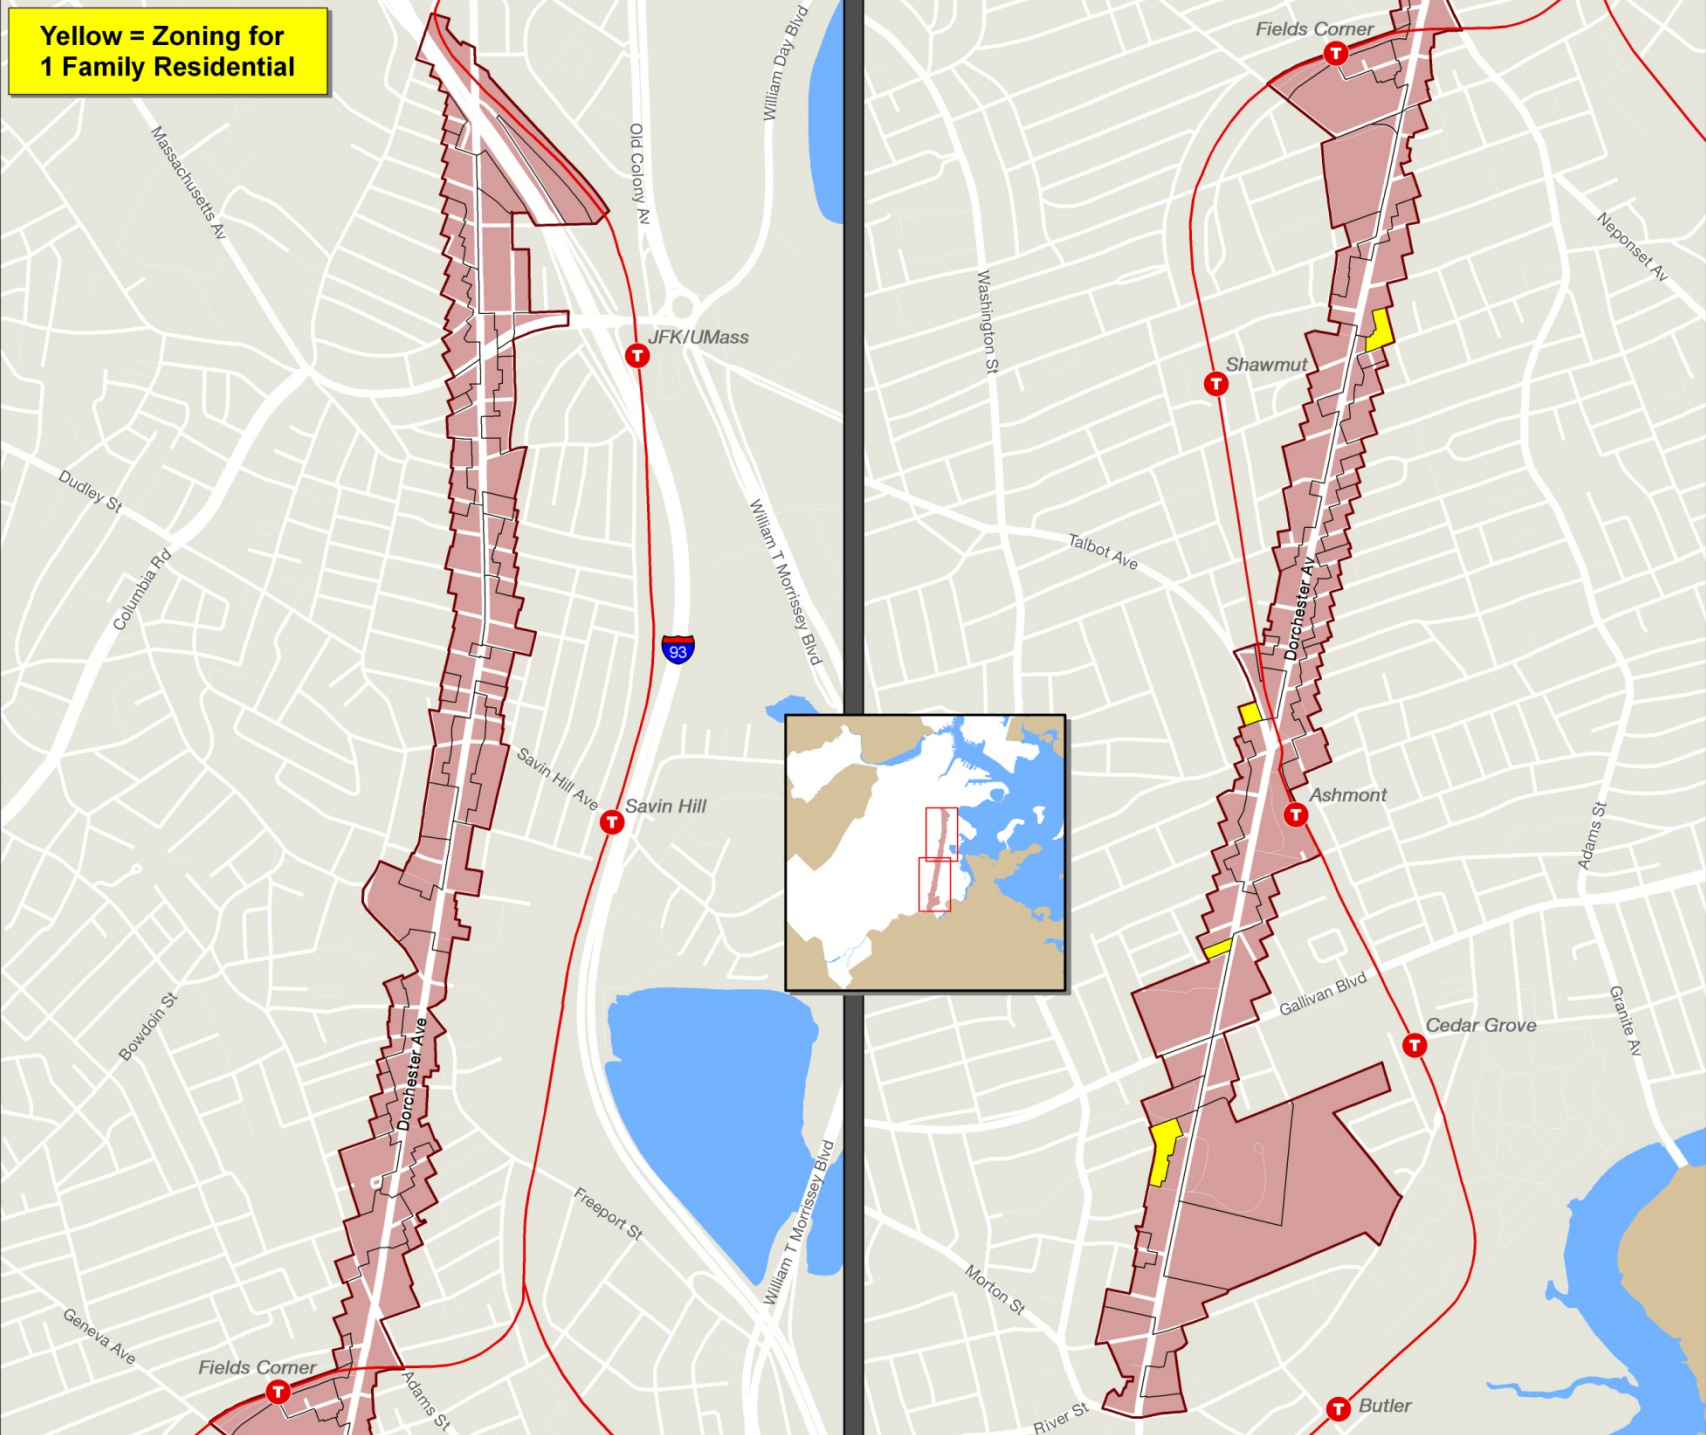 Yellow = Zoning for
1 Family Residential
Massachusetts Av
Old Colony Av
William Day Blvd
JFK/UMass
T
Dudley St
Columbia Rd
William T Morrissey Blvd
93
Savin Hill Ave
Savin Hill
T
Bowdoin St
Dorchester Ave
Freeport St
William T Morrissey Blvd
Geneva Ave
Fields Corner
T
Adams St
Fields Corner
T
Neponset Av
Washington St
Shawmut
T
Talbot Ave
Dorchester Av
Ashmont
T
Adams St
Gallivan Blvd
Granite Av
Cedar Grove
T
Morton St
River St
Butler
T